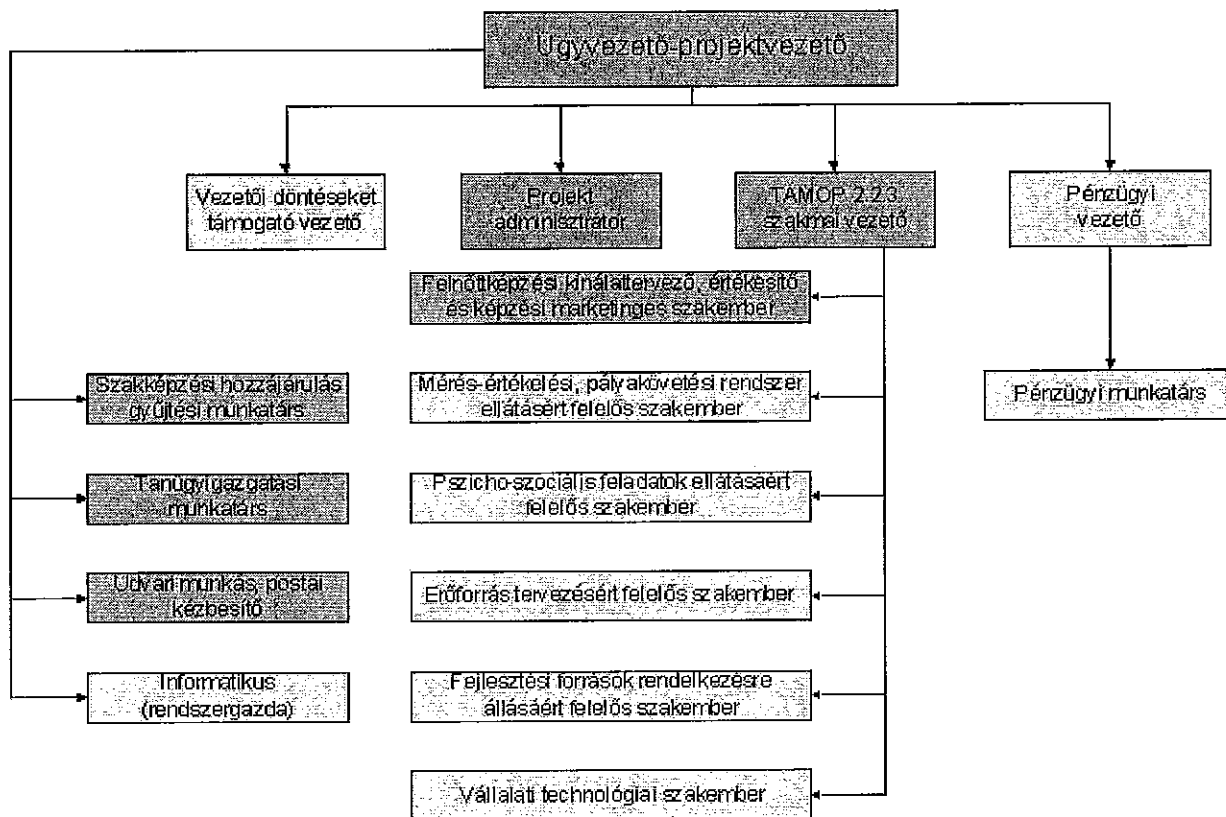 Ügyvezető-projektvezető
Vezetői döntéseket
támogató vezető
Projekt
adminisztrátor
TÁMOP 2.2.3
szakmai vezető
Pénzügyi
vezető
Felnőttképzési kínálattervező, értékesítő
és képzési marketinges szakember
Szakképzési hozzájárulás
gyűjtési munkatárs
Mérés-értékelési, pályakövetési rendszer
ellátásért felelős szakember
Pénzügyi munkatárs
Tanügyigazgatási
munkatárs
Pszicho-szociális feladatok ellátásáért
felelős szakember
Udvari munkás, postai
kézbesítő
Erőforrás tervezésért felelős szakember
Informatikus
(rendszergazda)
Fejlesztési források rendelkezésre
állásáért felelős szakember
Vállalati technológiai szakember